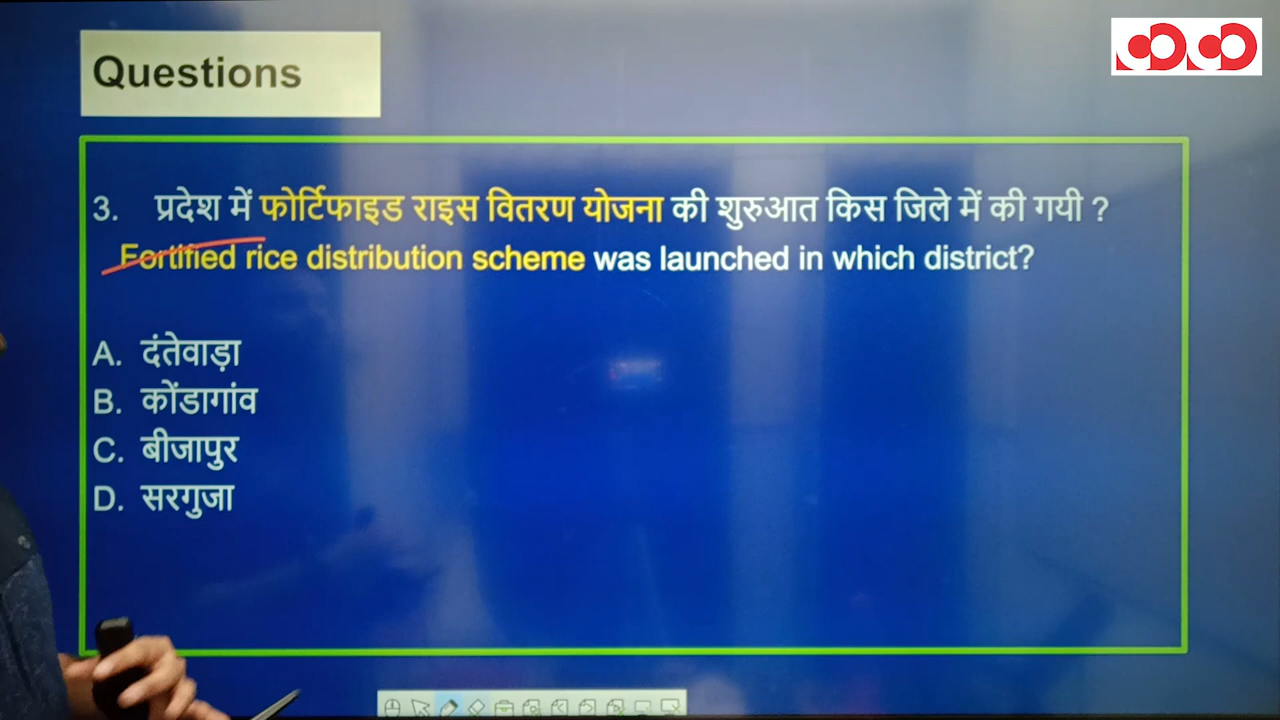 Questions
3. प्रदेश में फोर्टिफाइड राइस वितरण योजना की शुरुआत किस जिले में की गयी ?
Fortified rice distribution scheme was launched in which district?
A. दंतेवाड़ा
B. कोंडागांव
C. बीजापुर
D. सरगुजा